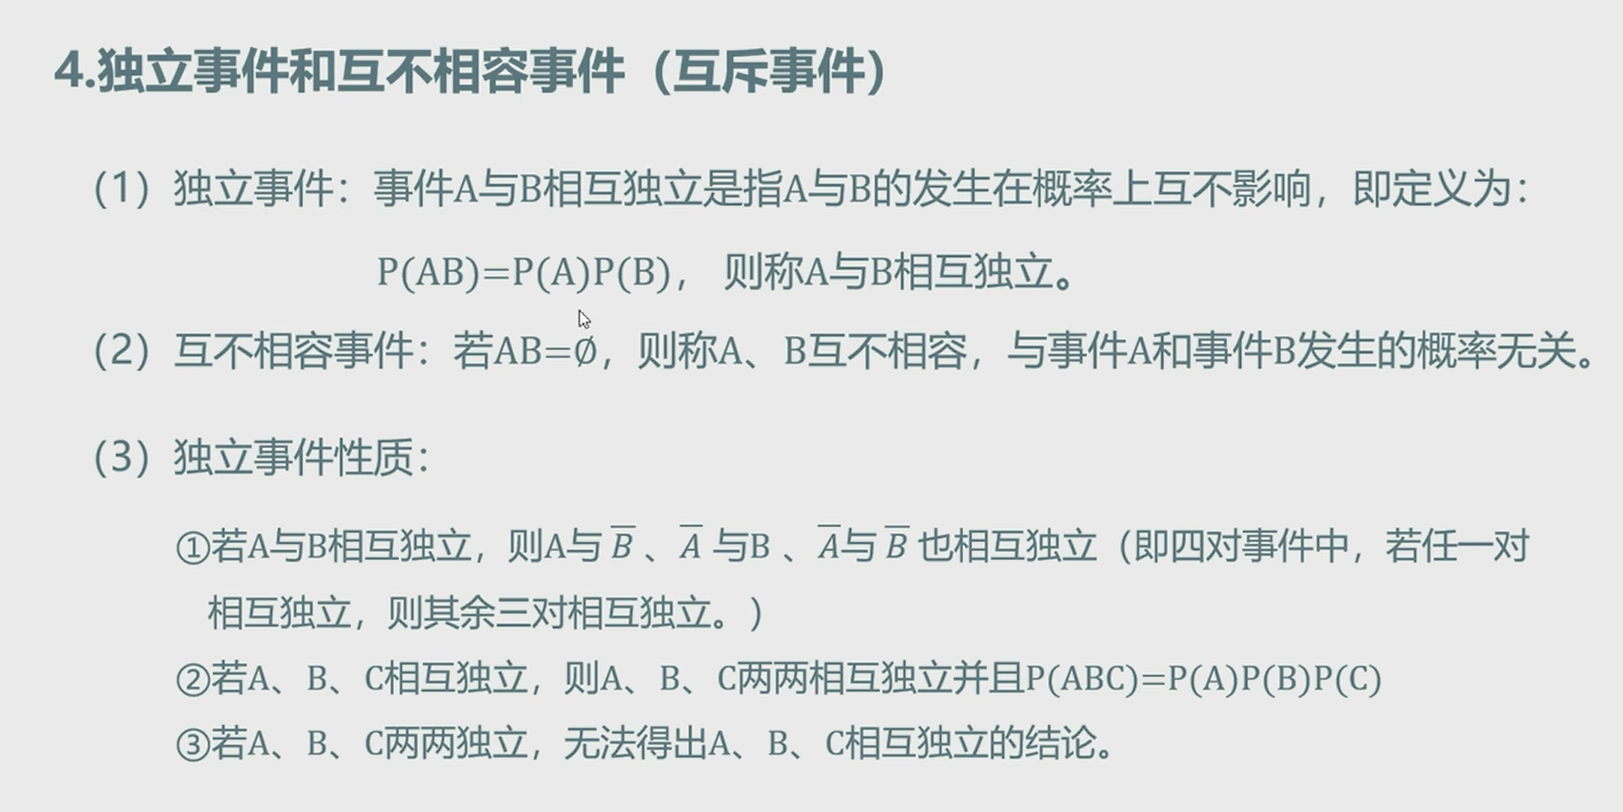 4.独立事件和互不相容事件（互斥事件）
（1）独立事件：事件A与B相互独立是指A与B的发生在概率上互不影响，即定义为：
P(AB)=P(A)P(B)， 则称A与B相互独立。
（2）互不相容事件：若AB=∅，则称A、B互不相容，与事件A和事件B发生的概率无关。
（3）独立事件性质：
①若A与B相互独立，则A与 B̅ 、A̅ 与B 、A̅与 B̅ 也相互独立（即四对事件中，若任一对
相互独立，则其余三对相互独立。）
②若A、B、C相互独立，则A、B、C两两相互独立并且P(ABC)=P(A)P(B)P(C)
③若A、B、C两两独立，无法得出A、B、C相互独立的结论。